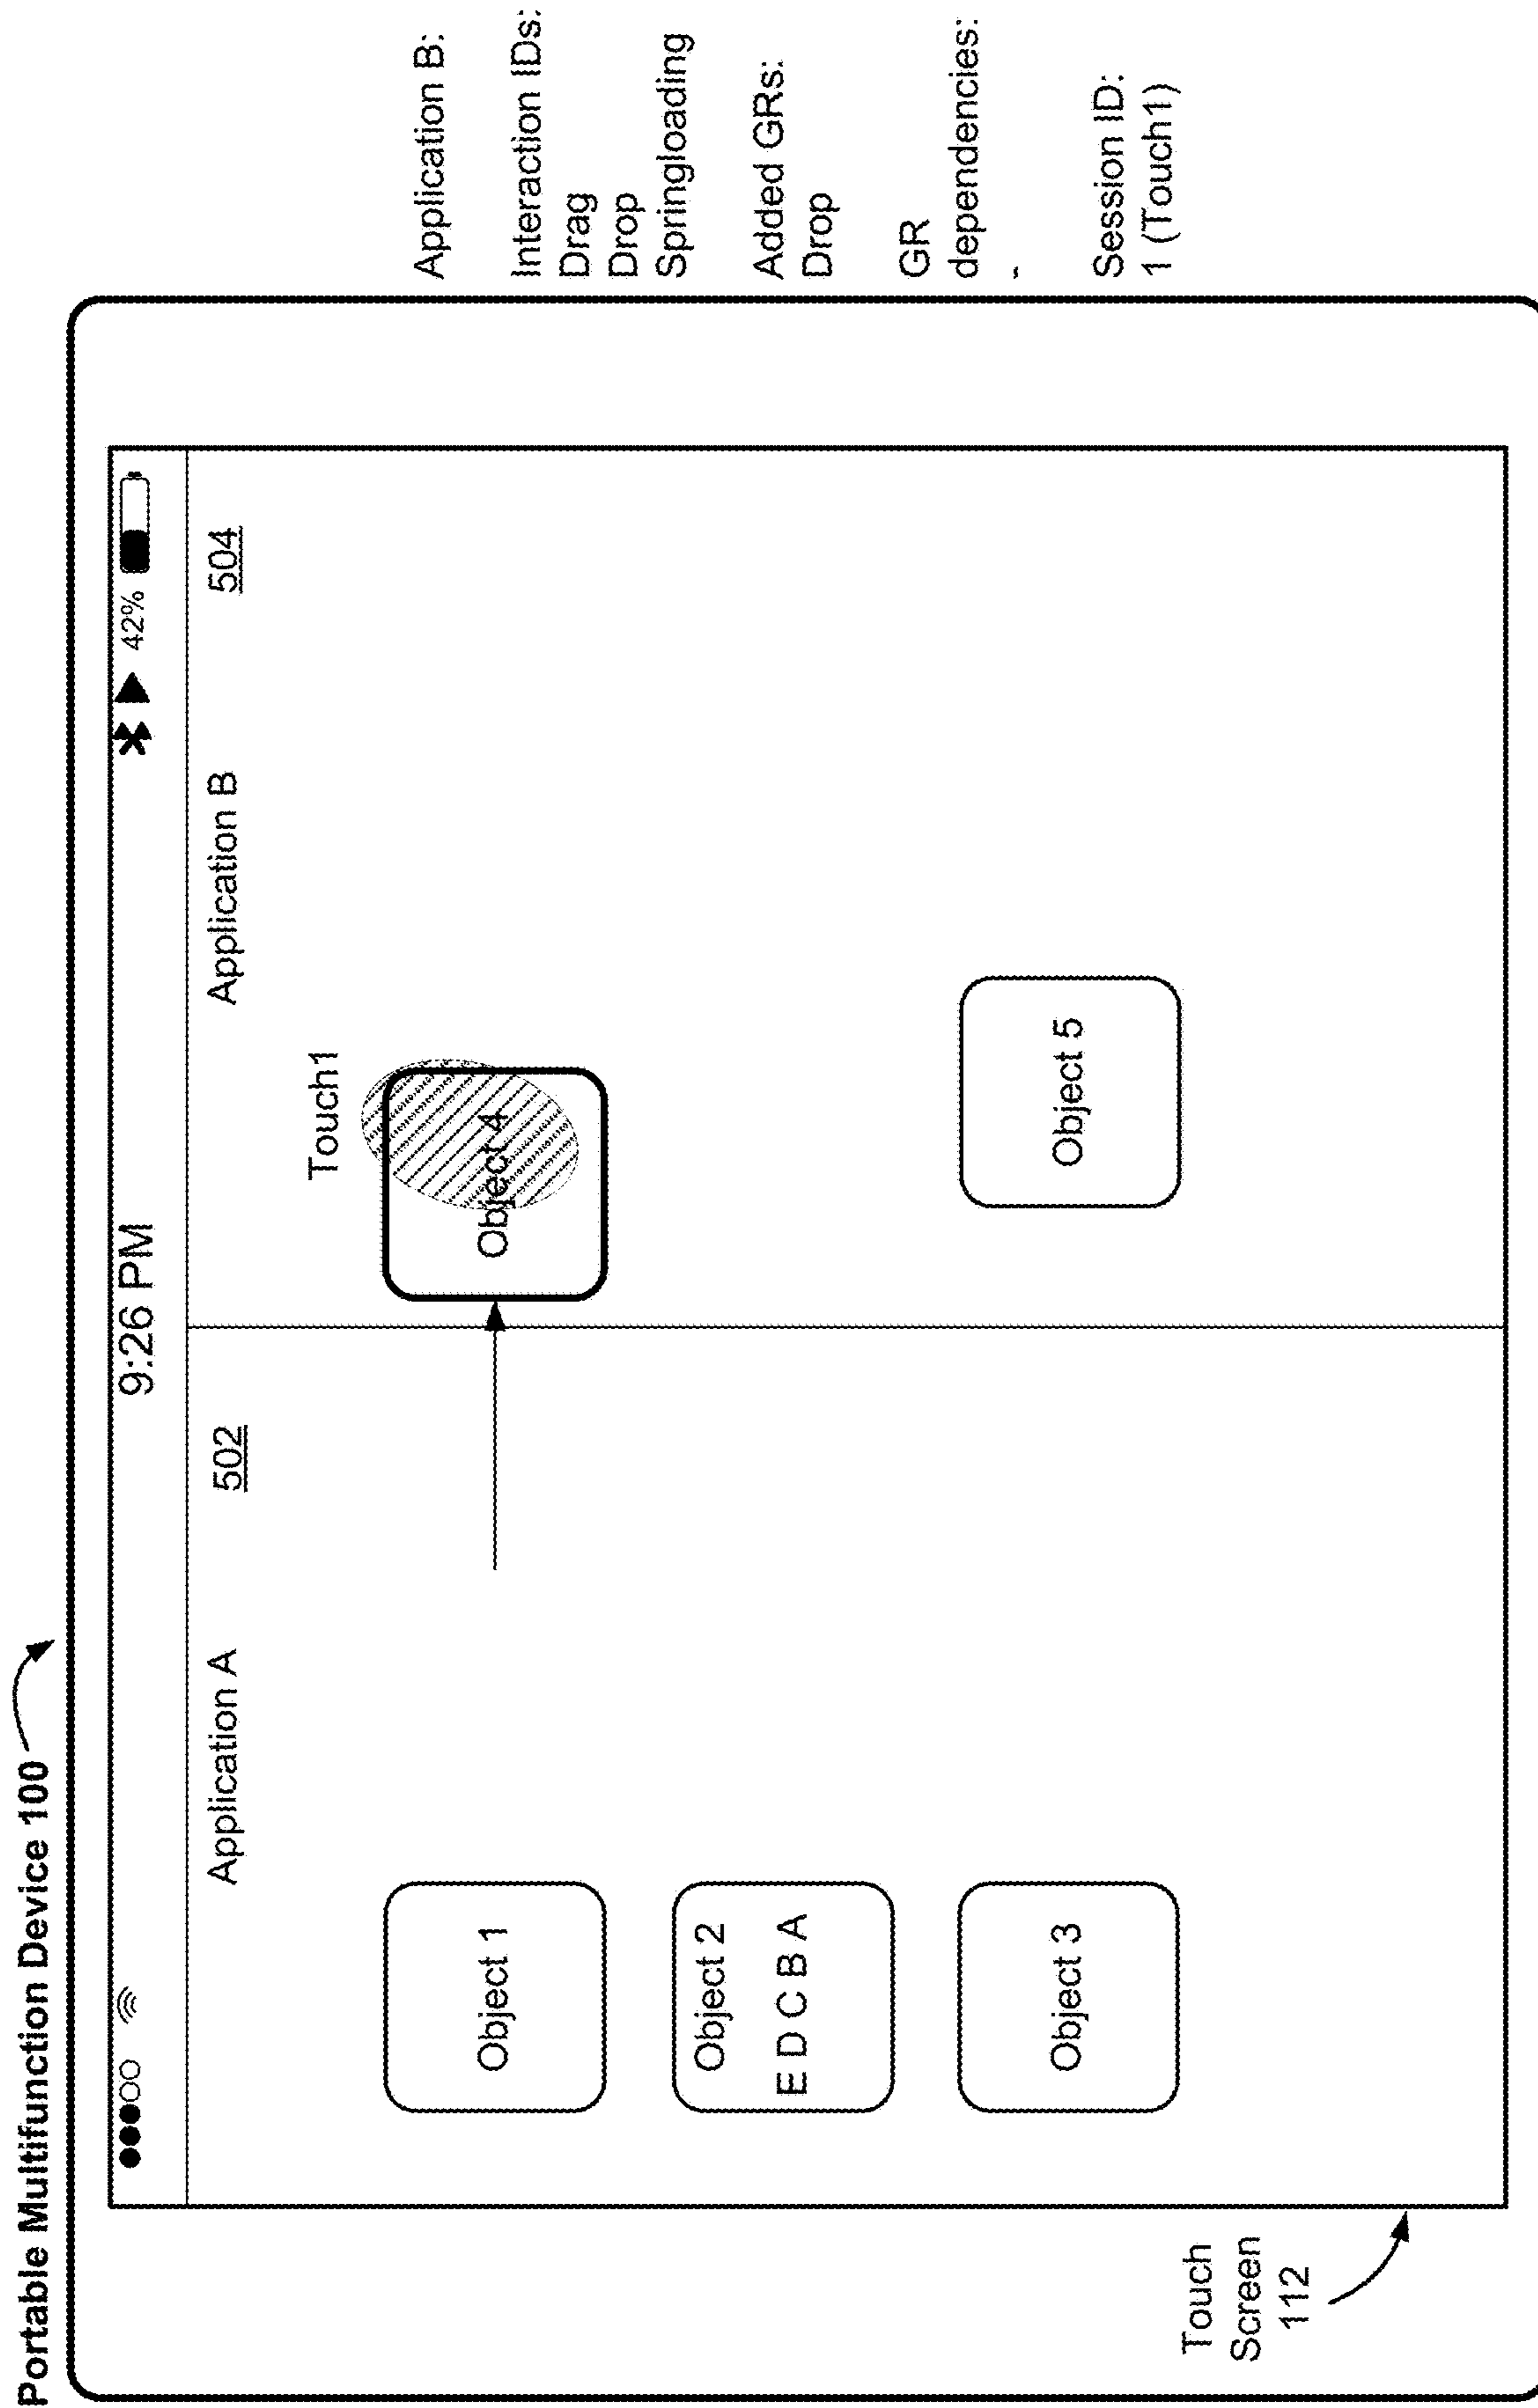 Portable Multifunction Device 100
9:26 PM
42%
Application A
502
Application B
504
Touch1
Object 1
Object 4
Object 2
E D C B A
Object 3
Object 5
Touch
Screen
112
Application B:
Interaction IDs:
Drag
Drop
Springloading
Added GRs:
Drop
GR
dependencies:
-
Session ID:
1 (Touch1)